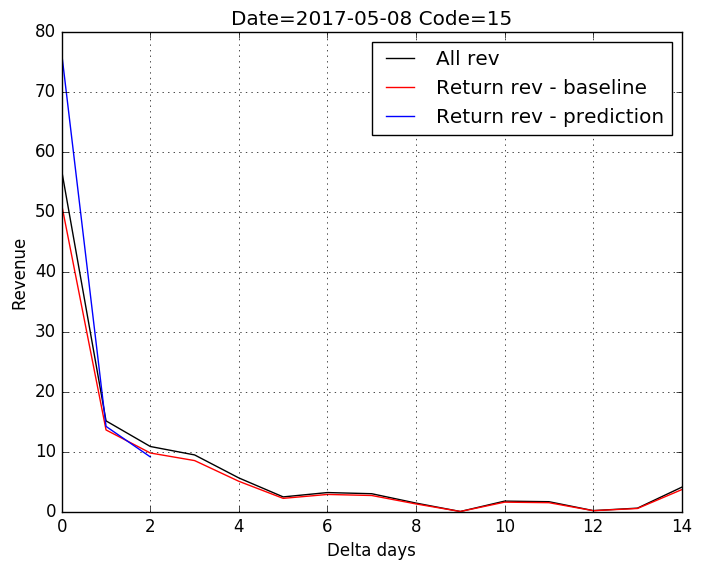 Date=2017-05-08 Code=15
80
70
60
50
40
30
20
10
0
Revenue
All rev
Return rev - baseline
Return rev - prediction
0 2 4 6 8 10 12 14
Delta days